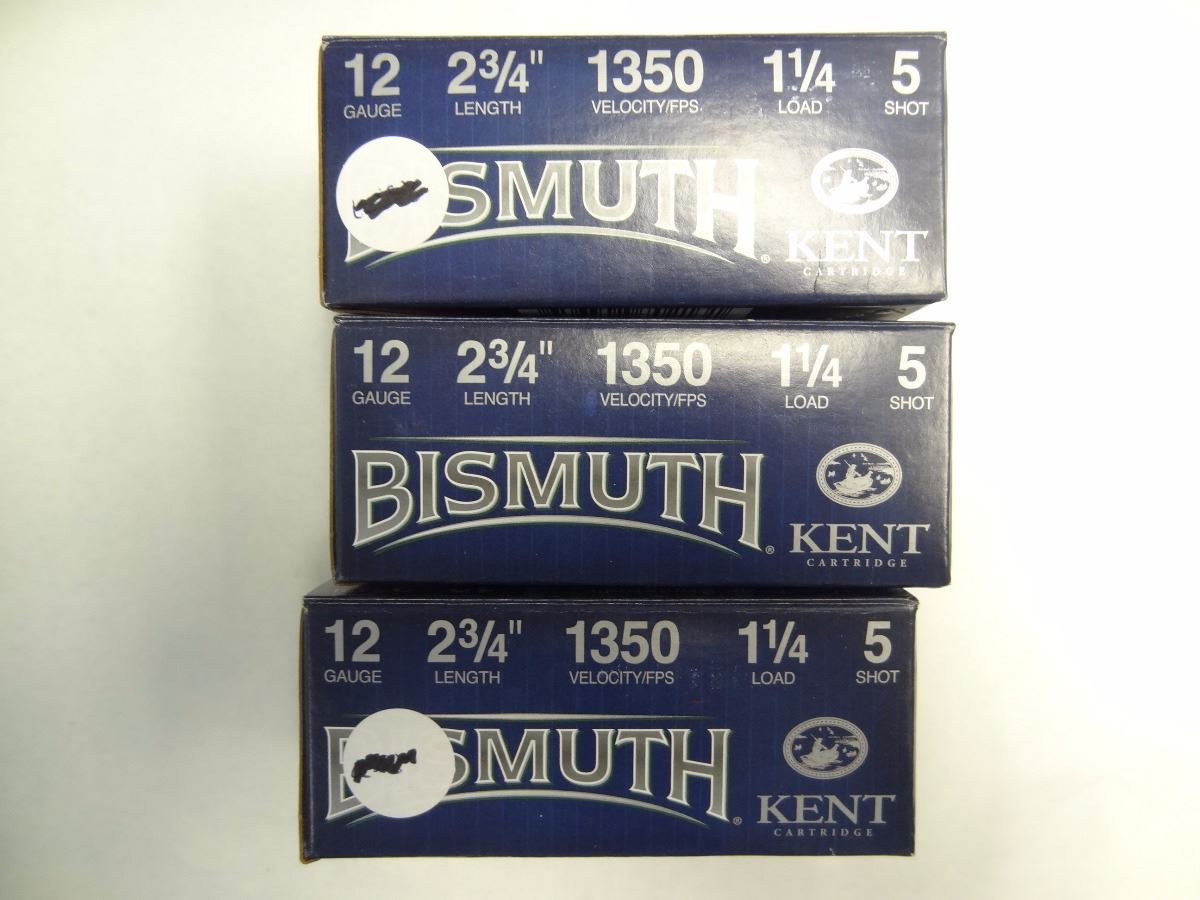 12 2¾" 1350 1¼ 5
GAUGE LENGTH VELOCITY/FPS LOAD SHOT
SMUTH®
KENT
CARTRIDGE
12 2¾" 1350 1¼ 5
GAUGE LENGTH VELOCITY/FPS LOAD SHOT
BISMUTH®
KENT
CARTRIDGE
12 2¾" 1350 1¼ 5
GAUGE LENGTH VELOCITY/FPS LOAD SHOT
BISMUTH®
KENT
CARTRIDGE